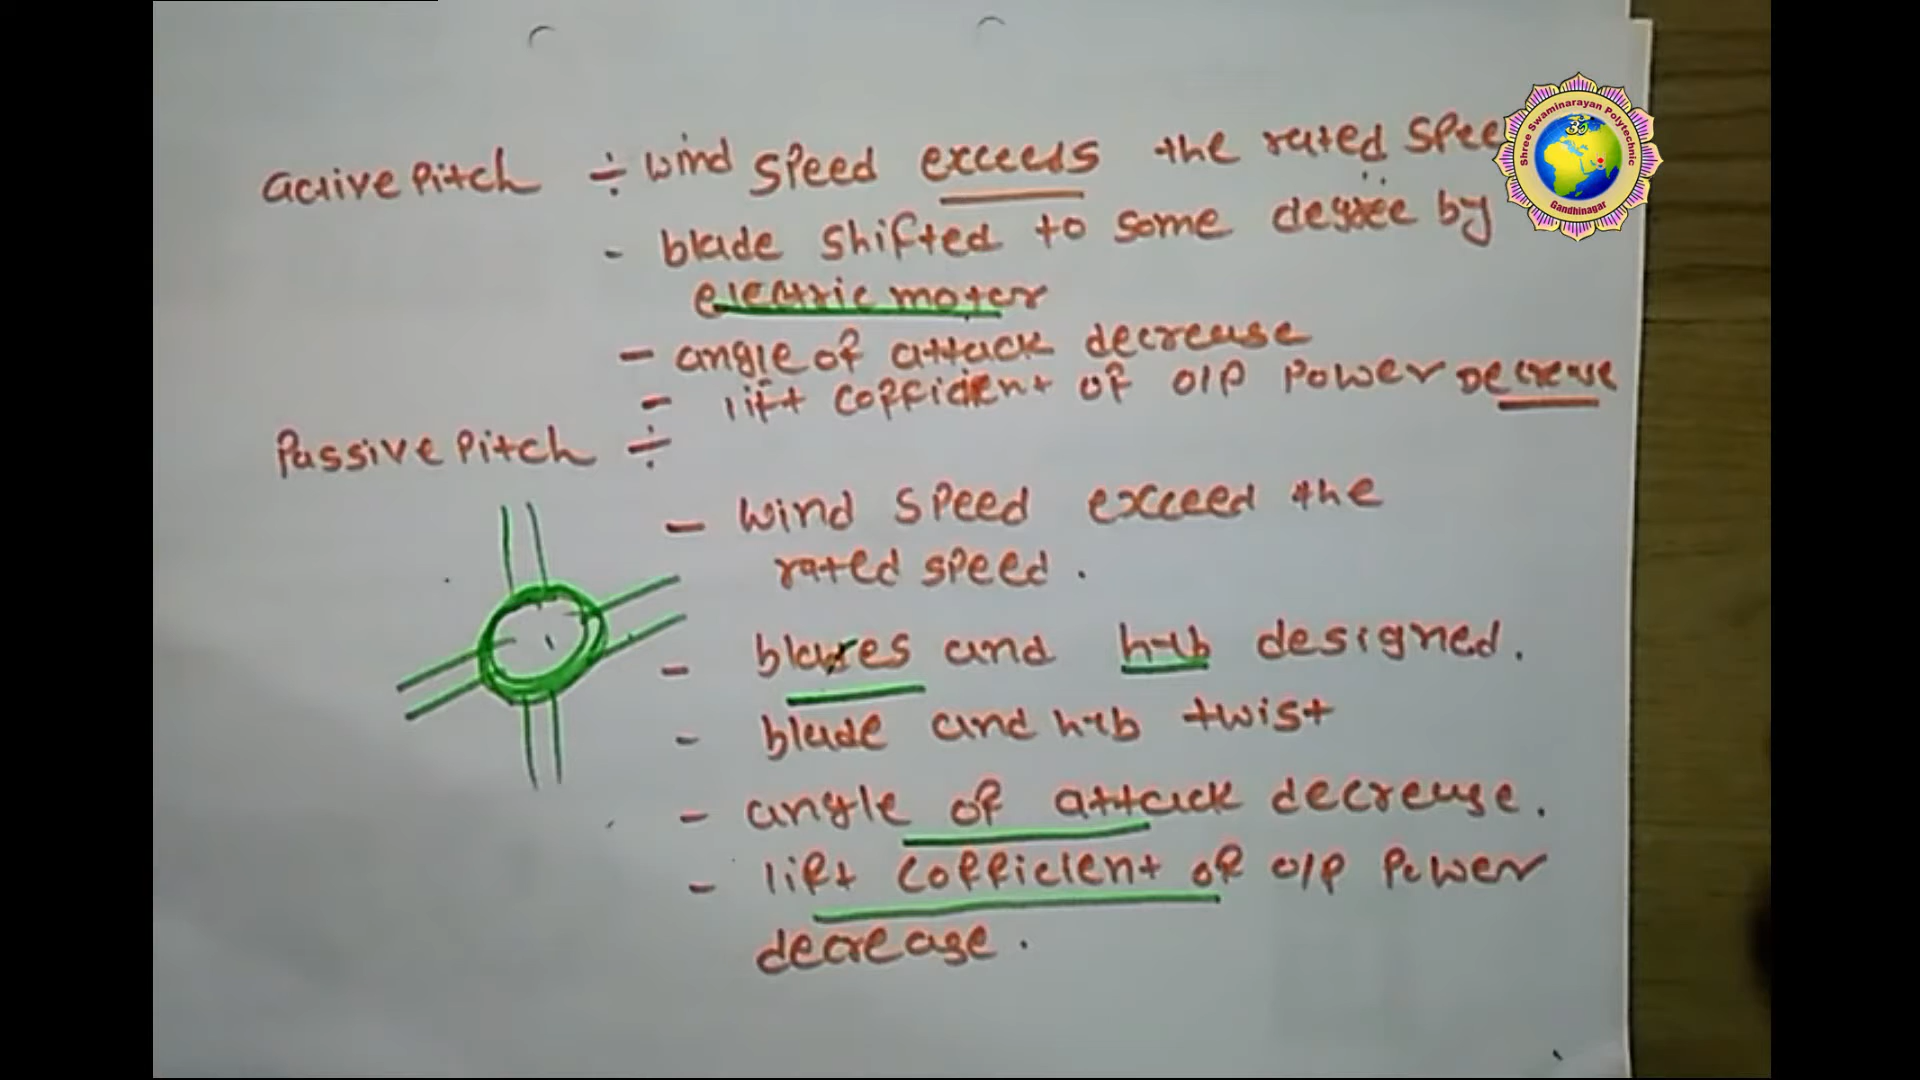 active Pitch ÷ wind speed exceeds the rated spee
- blade shifted to some degree by
electric motor
- angle of attack decrease
- lift cofficient of O/P Power Decrease
Passive Pitch ÷
- wind speed exceed the
rated speed .
- blades and hub designed .
- blade and hub twist
- angle of attack decrease .
- lift cofficient of O/P Power
decrease .
Shree Swaminarayan Polytechnic
ॐ
Gandhinagar